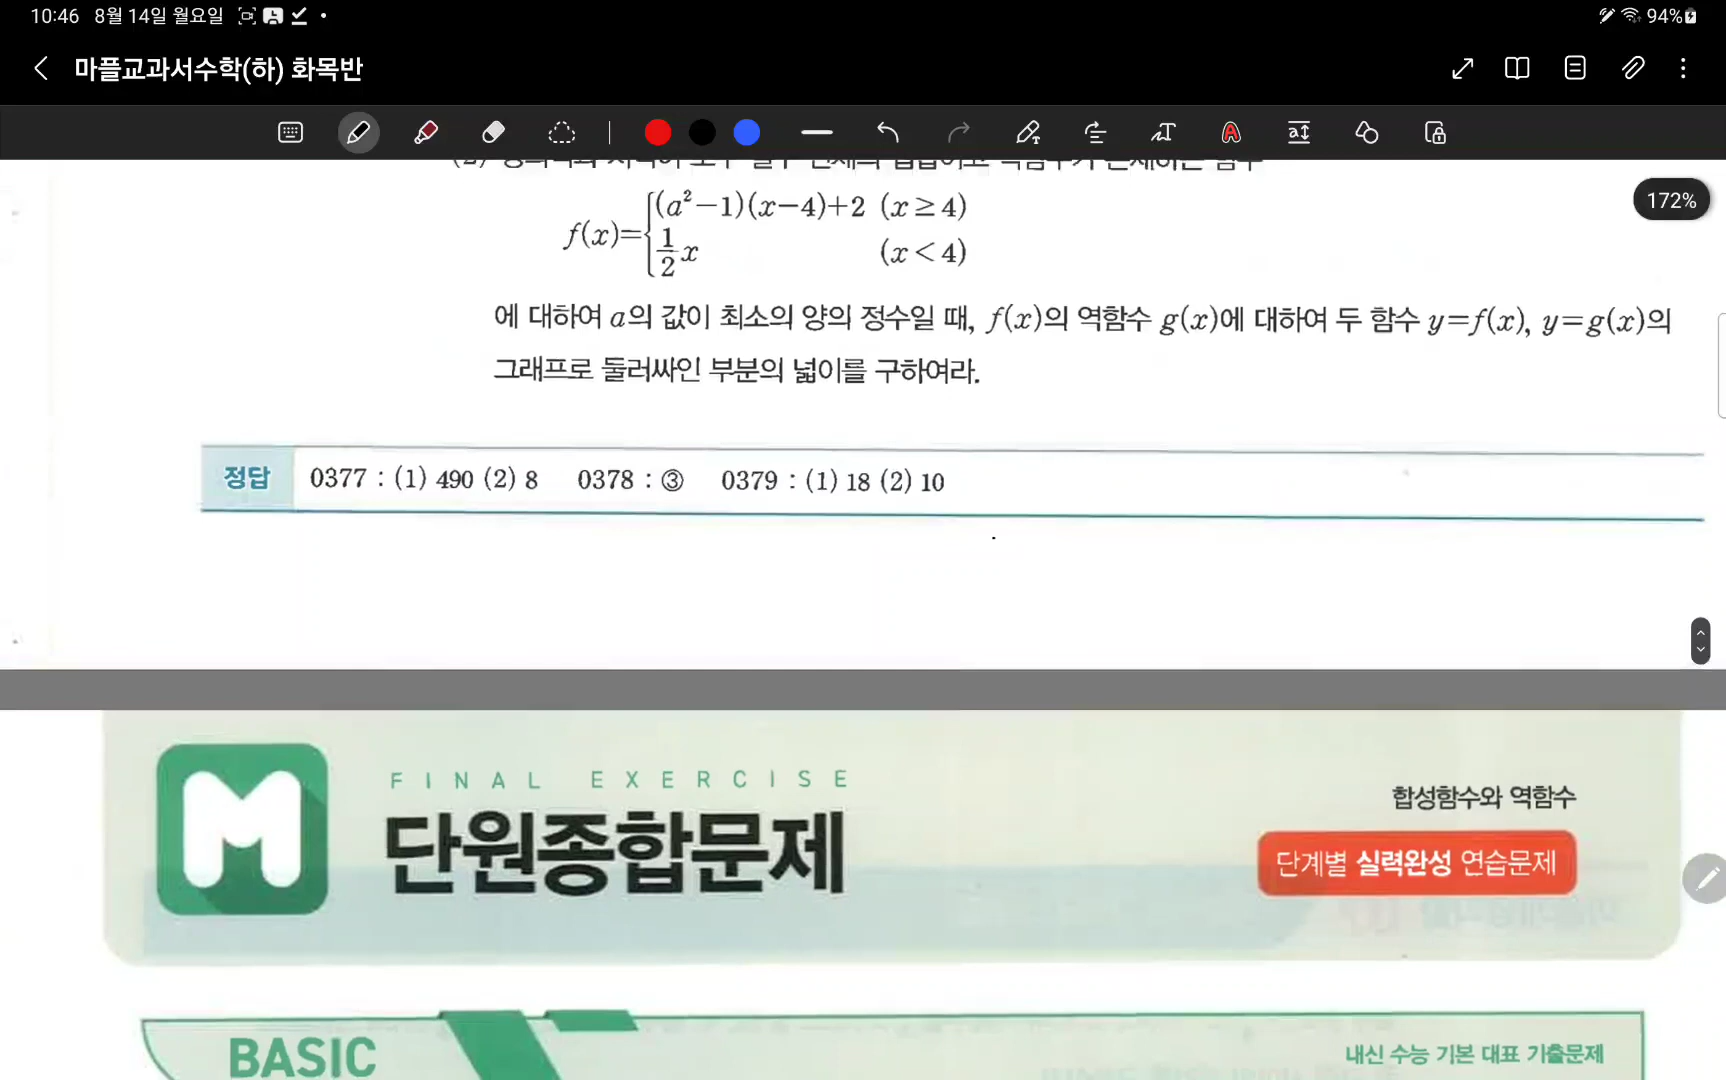 10:46 8월 14일 월요일
94%
마플교과서수학(하) 화목반
172%
f(x)={(a²−1)(x−4)+2 (x≥4)
1/2 x (x<4)
에 대하여 a의 값이 최소의 양의 정수일 때, f(x)의 역함수 g(x)에 대하여 두 함수 y=f(x), y=g(x)의
그래프로 둘러싸인 부분의 넓이를 구하여라.
정답 0377 : (1) 490 (2) 8 0378 : ③ 0379 : (1) 18 (2) 10
FINAL EXERCISE
단원종합문제
합성함수와 역함수
단계별 실력완성 연습문제
BASIC
내신 수능 기본 대표 기출문제